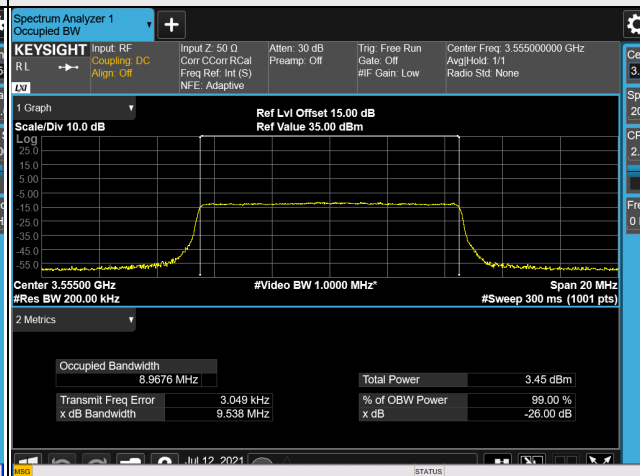 Spectrum Analyzer 1
Occupied BW
+
KEYSIGHT Input: RF Input Z: 50 Ω Atten: 30 dB Trig: Free Run Center Freq: 3.555000000 GHz
RL Coupling: DC Corr CCorr RCal Preamp: Off Gate: Off Avg|Hold: 1/1
Align: Off Freq Ref: Int (S) #IF Gain: Low Radio Std: None
LXI NFE: Adaptive
1 Graph
Ref Lvl Offset 15.00 dB
Scale/Div 10.0 dB Ref Value 35.00 dBm
Log
25.0
15.0
5.00
-5.00
-15.0
-25.0
-35.0
-45.0
-55.0
Center 3.55500 GHz #Video BW 1.0000 MHz* Span 20 MHz
#Res BW 200.00 kHz #Sweep 300 ms (1001 pts)
2 Metrics
Occupied Bandwidth
8.9676 MHz Total Power 3.45 dBm
Transmit Freq Error 3.049 kHz % of OBW Power 99.00 %
x dB Bandwidth 9.538 MHz x dB -26.00 dB
Jul 12, 2021
MSG STATUS